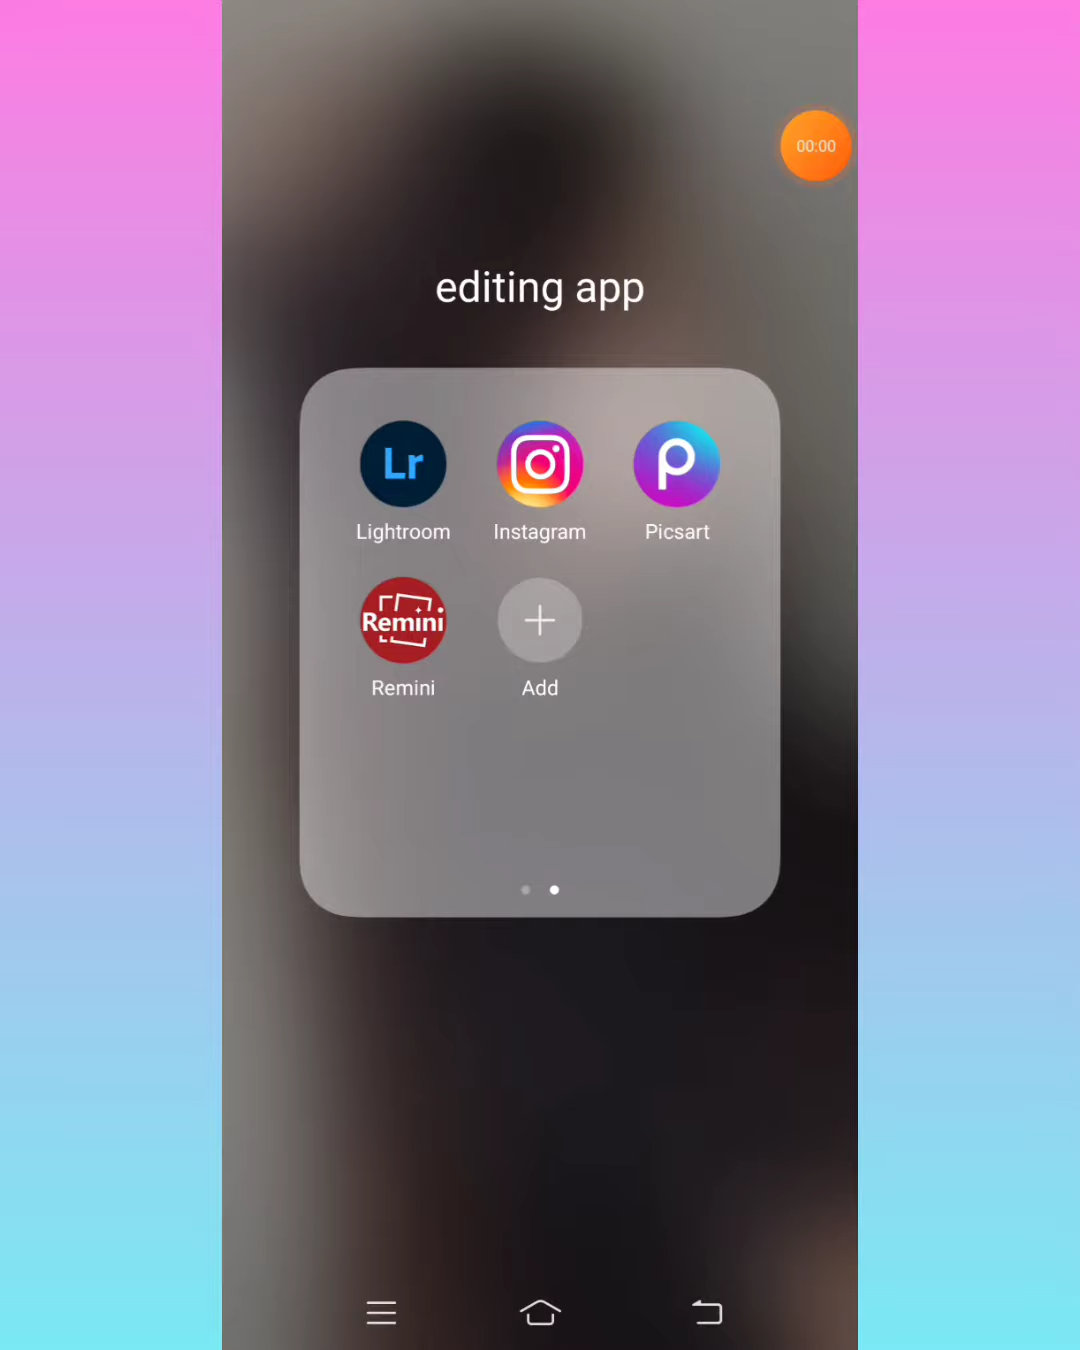 00:00
editing app
Lr
Lightroom
Instagram
Picsart
Remini
Remini
Add